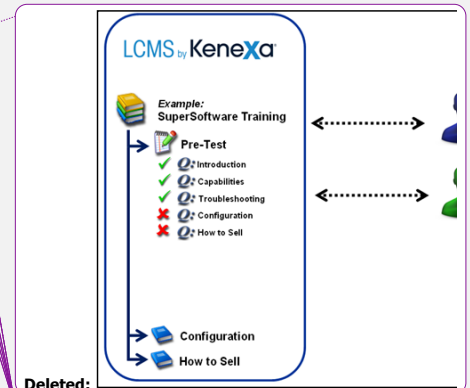 LCMS by Kenexa
Example:
SuperSoftware Training
Pre-Test
Q: Introduction
Q: Capabilities
Q: Troubleshooting
Q: Configuration
Q: How to Sell
Configuration
How to Sell
Deleted: